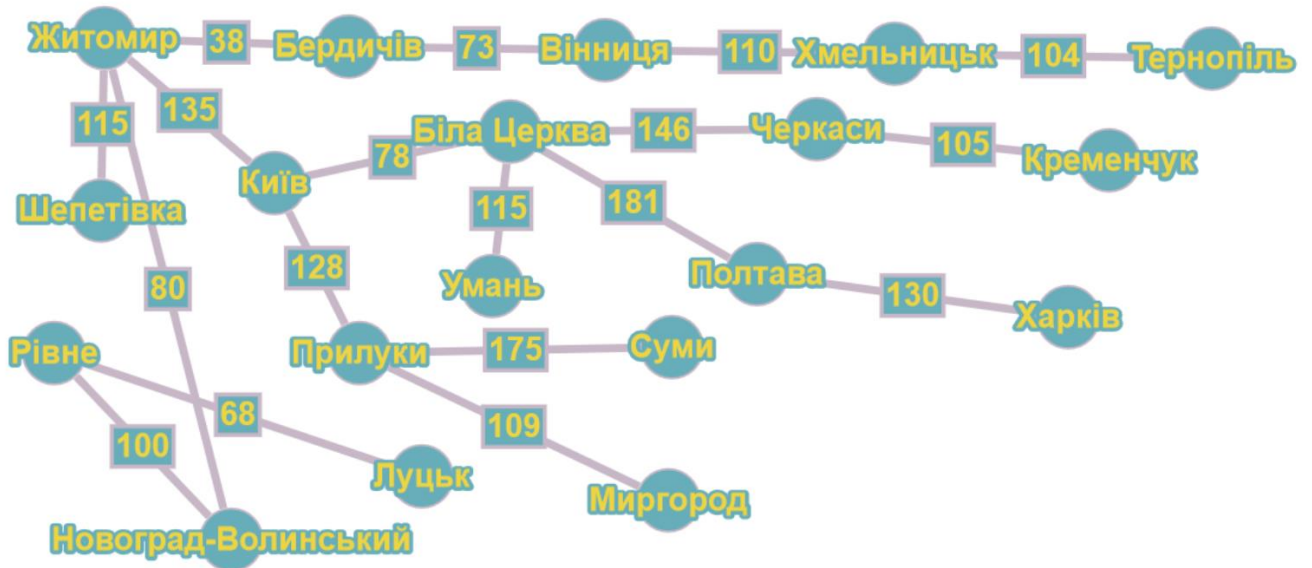 Житомир 38 Бердичів 73 Вінниця 110 Хмельницьк 104 Тернопіль
115 135 Біла Церква 146 Черкаси 105 Кременчук
Київ 78
Шепетівка 115 181
128 Умань Полтава 130 Харків
80
Рівне Прилуки 175 Суми
68 109
100 Луцьк Миргород
Новоград-Волинський